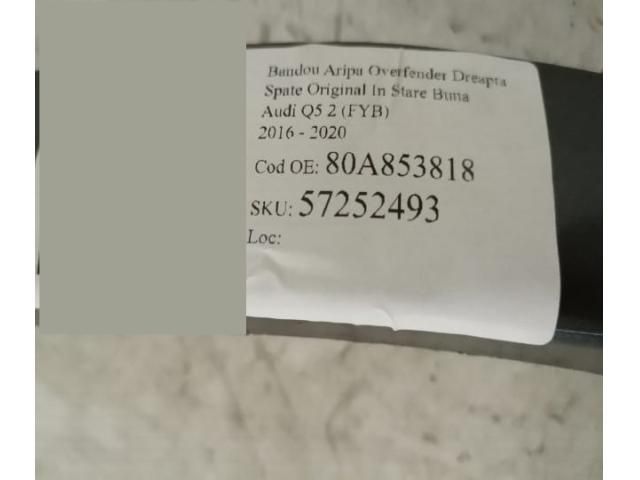 Bandou Aripa Overfender Dreapta
Spate Original In Stare Buna
Audi Q5 2 (FYB)
2016 - 2020
Cod OE: 80A853818
SKU: 57252493
Loc: